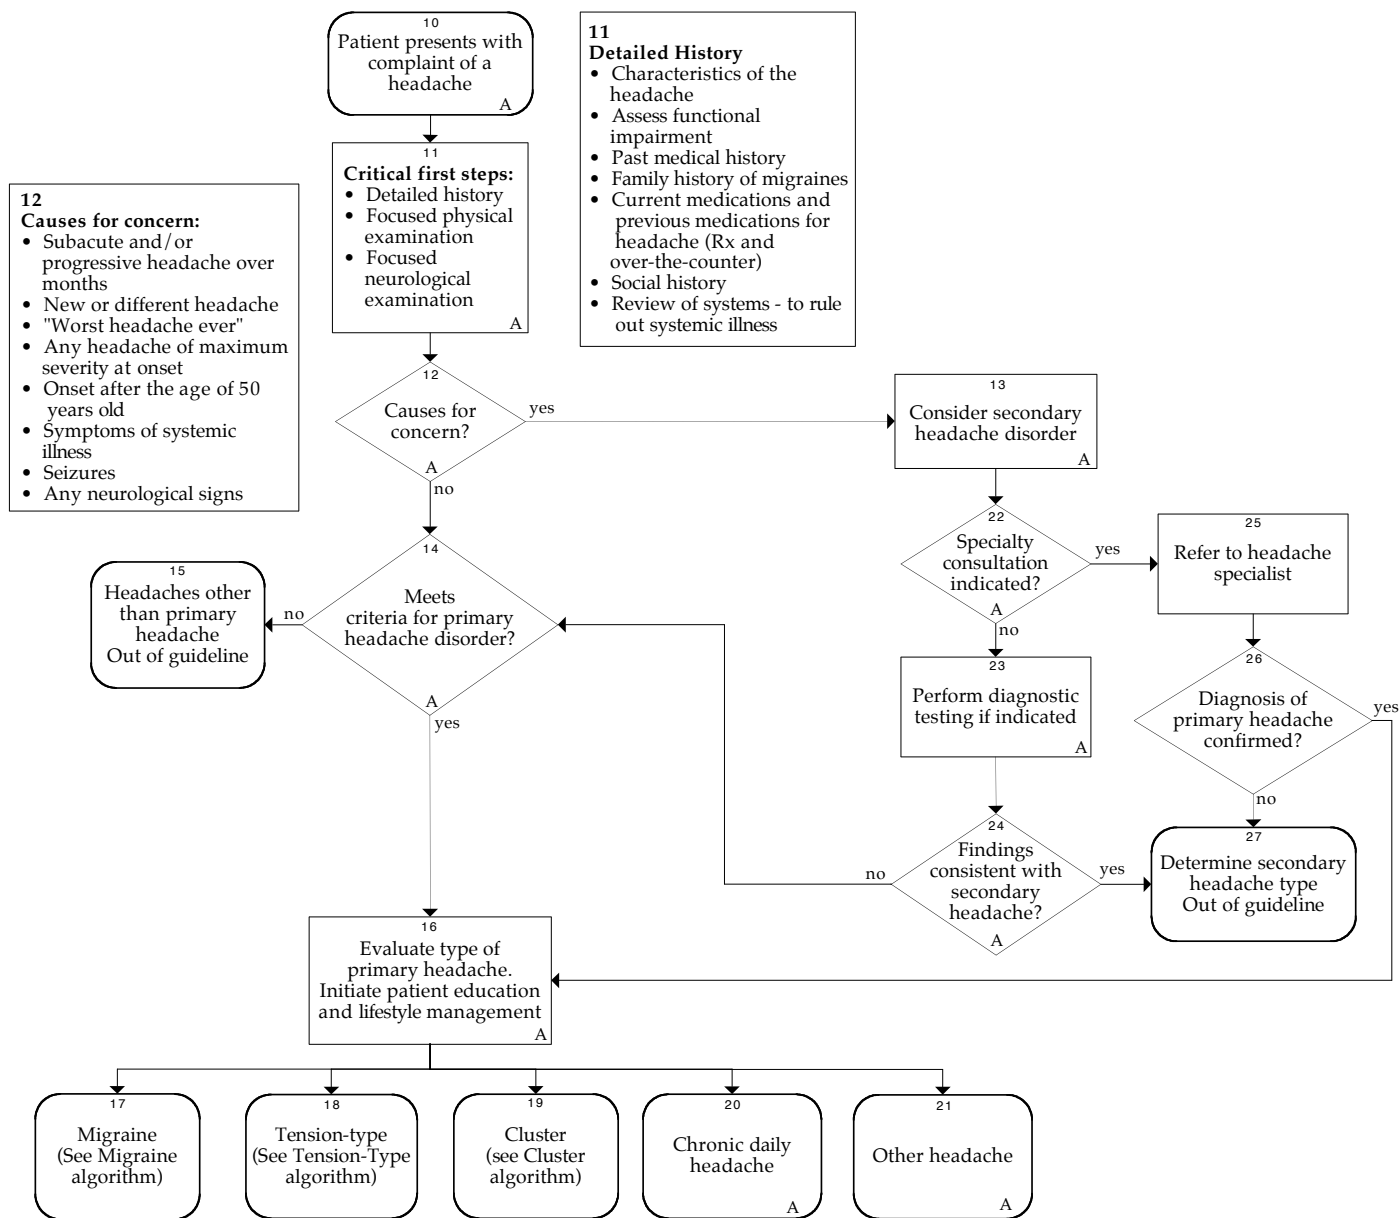 10
Patient presents with
complaint of a
headache
A
11
Detailed History
• Characteristics of the
headache
• Assess functional
impairment
• Past medical history
• Family history of migraines
• Current medications and
previous medications for
headache (Rx and
over-the-counter)
• Social history
• Review of systems - to rule
out systemic illness
11
Critical first steps:
• Detailed history
• Focused physical
examination
• Focused
neurological
examination
A
12
Causes for concern:
• Subacute and/or
progressive headache over
months
• New or different headache
• "Worst headache ever"
• Any headache of maximum
severity at onset
• Onset after the age of 50
years old
• Symptoms of systemic
illness
• Seizures
• Any neurological signs
12
Causes for
concern?
A
yes
no
13
Consider secondary
headache disorder
A
22
Specialty
consultation
indicated?
A
yes
no
25
Refer to headache
specialist
14
Meets
criteria for primary
headache disorder?
A
no
yes
15
Headaches other
than primary
headache
Out of guideline
23
Perform diagnostic
testing if indicated
A
26
Diagnosis of
primary headache
confirmed?
yes
no
24
Findings
consistent with
secondary
headache?
A
no
yes
27
Determine secondary
headache type
Out of guideline
16
Evaluate type of
primary headache.
Initiate patient education
and lifestyle management
A
17
Migraine
(See Migraine
algorithm)
18
Tension-type
(See Tension-Type
algorithm)
19
Cluster
(see Cluster
algorithm)
20
Chronic daily
headache
A
21
Other headache
A